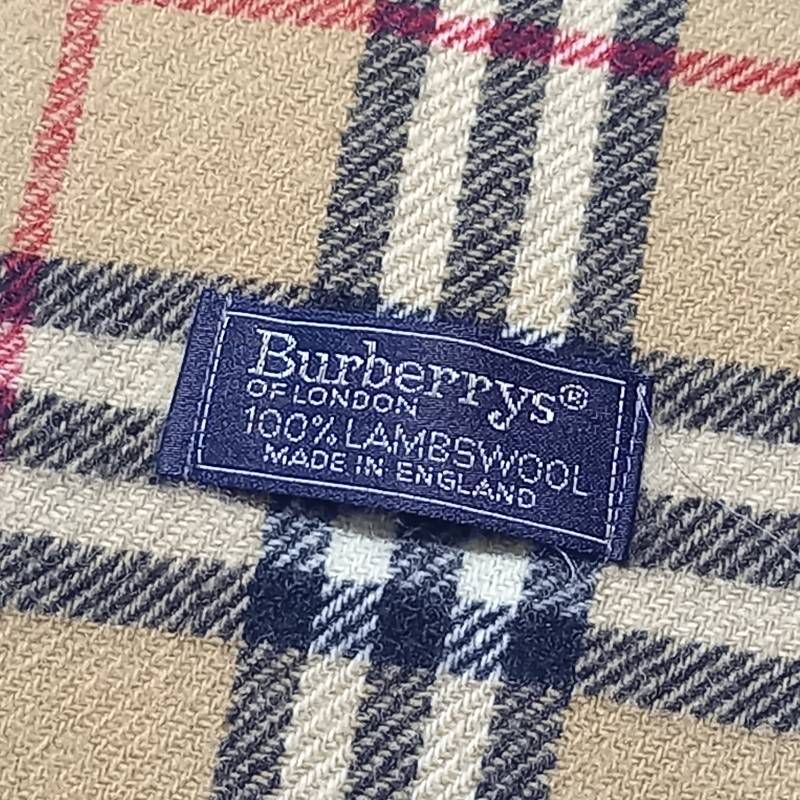 Burberrys®
OF LONDON
100% LAMBSWOOL
MADE IN ENGLAND